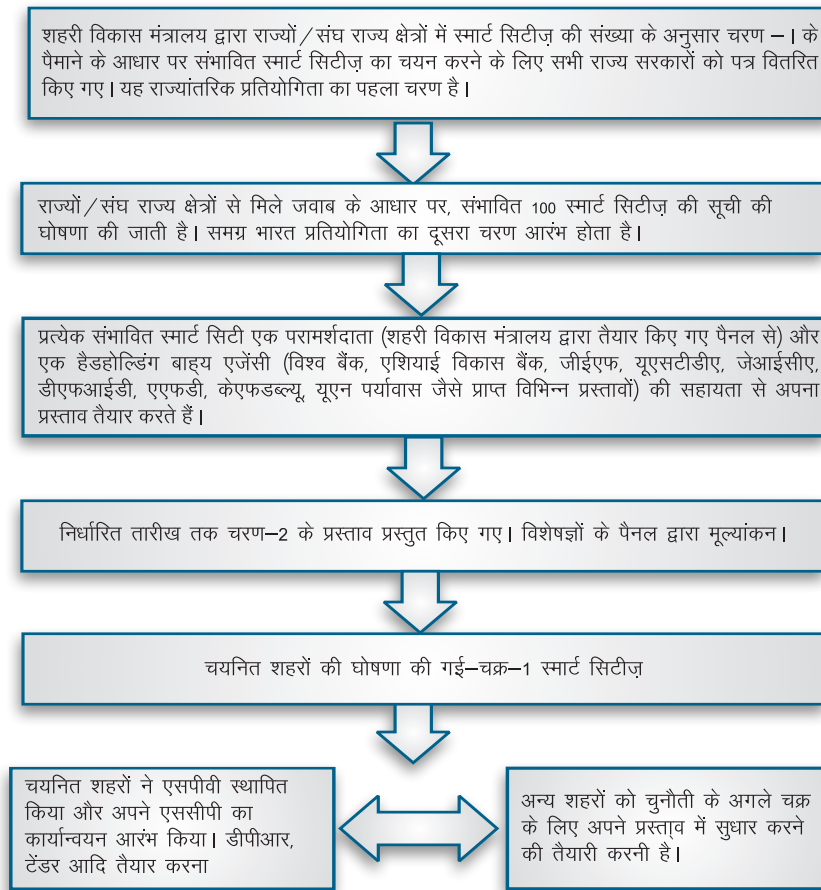 शहरी विकास मंत्रालय द्वारा राज्यों/संघ राज्य क्षेत्रों में स्मार्ट सिटीज़ की संख्या के अनुसार चरण – I के
पैमाने के आधार पर संभावित स्मार्ट सिटीज़ का चयन करने के लिए सभी राज्य सरकारों को पत्र वितरित
किए गए। यह राज्यांतरिक प्रतियोगिता का पहला चरण है।
राज्यों/संघ राज्य क्षेत्रों से मिले जवाब के आधार पर, संभावित 100 स्मार्ट सिटीज़ की सूची की
घोषणा की जाती है। समग्र भारत प्रतियोगिता का दूसरा चरण आरंभ होता है।
प्रत्येक संभावित स्मार्ट सिटी एक परामर्शदाता (शहरी विकास मंत्रालय द्वारा तैयार किए गए पैनल से) और
एक हैडहोल्डिंग बाह्य एजेंसी (विश्व बैंक, एशियाई विकास बैंक, जीईएफ, यूएसटीडीए, जेआईसीए,
डीएफआईडी, एएफडी, केएफडब्ल्यू, यूएन पर्यावास जैसे प्राप्त विभिन्न प्रस्तावों) की सहायता से अपना
प्रस्ताव तैयार करते हैं।
निर्धारित तारीख तक चरण–2 के प्रस्ताव प्रस्तुत किए गए। विशेषज्ञों के पैनल द्वारा मूल्यांकन।
चयनित शहरों की घोषणा की गई–चक्र–1 स्मार्ट सिटीज़
चयनित शहरों ने एसपीवी स्थापित
किया और अपने एससीपी का
कार्यान्वयन आरंभ किया। डीपीआर,
टेंडर आदि तैयार करना
अन्य शहरों को चुनौती के अगले चक्र
के लिए अपने प्रस्ताव में सुधार करने
की तैयारी करनी है।